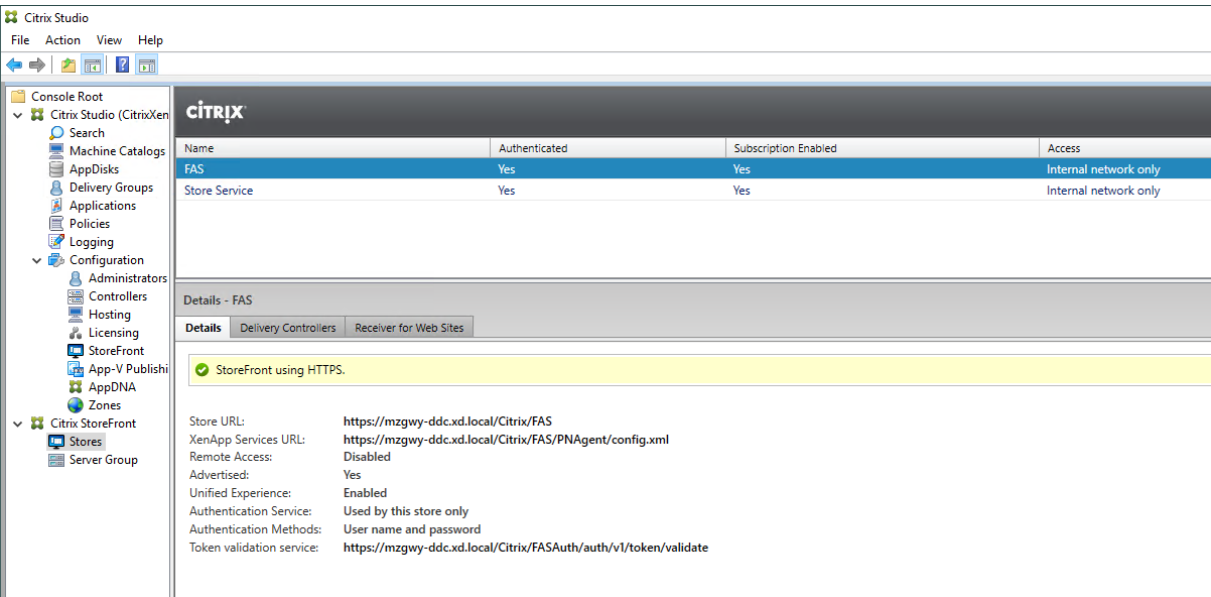 Citrix Studio
File Action View Help
Console Root
Citrix Studio (CitrixXen
Search
Machine Catalogs
AppDisks
Delivery Groups
Applications
Policies
Logging
Configuration
Administrators
Controllers
Hosting
Licensing
StoreFront
App-V Publishi
AppDNA
Zones
Citrix StoreFront
Stores
Server Group
CİTRIX
Name Authenticated Subscription Enabled Access
FAS Yes Yes Internal network only
Store Service Yes Yes Internal network only
Details - FAS
Details Delivery Controllers Receiver for Web Sites
StoreFront using HTTPS.
Store URL: https://mzgwy-ddc.xd.local/Citrix/FAS
XenApp Services URL: https://mzgwy-ddc.xd.local/Citrix/FAS/PNAgent/config.xml
Remote Access: Disabled
Advertised: Yes
Unified Experience: Enabled
Authentication Service: Used by this store only
Authentication Methods: User name and password
Token validation service: https://mzgwy-ddc.xd.local/Citrix/FASAuth/auth/v1/token/validate